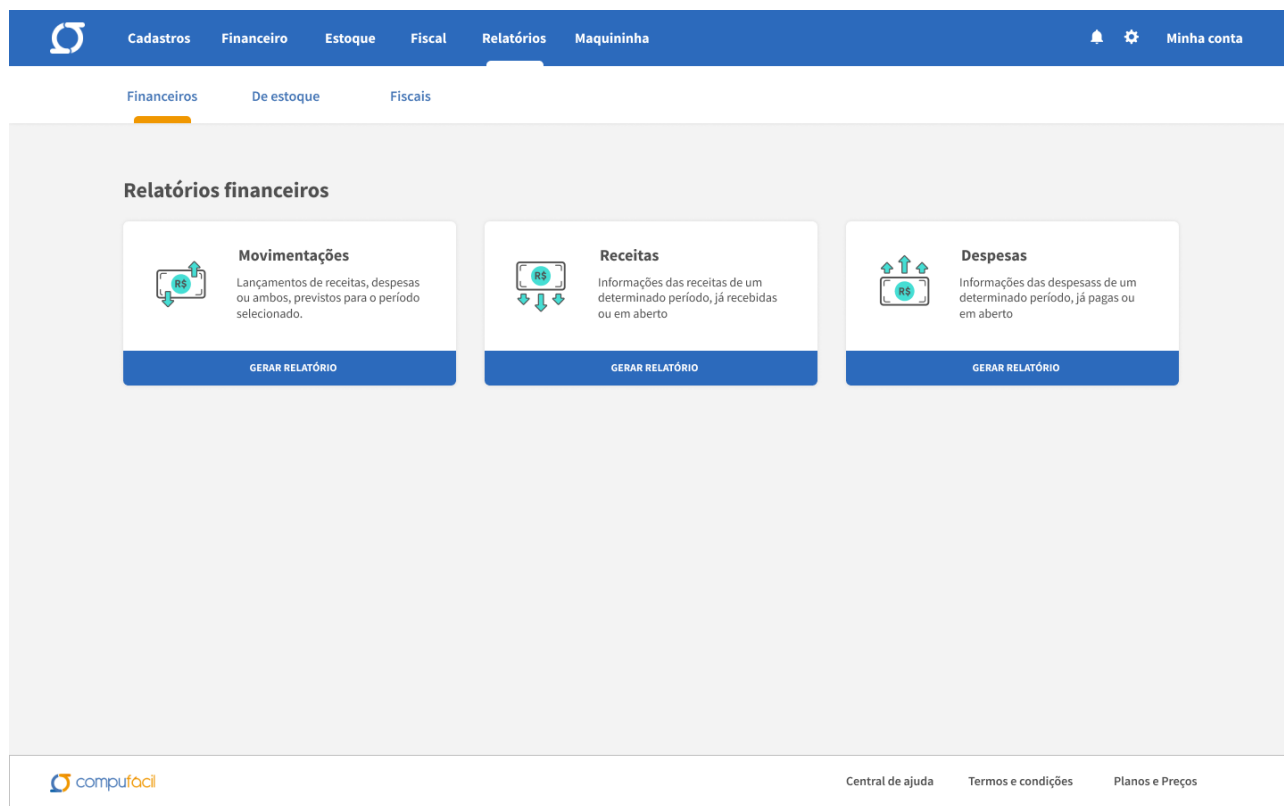 Cadastros Financeiro Estoque Fiscal Relatórios Maquininha Minha conta
Financeiros De estoque Fiscais
Relatórios financeiros
Movimentações
R$
Lançamentos de receitas, despesas
ou ambos, previstos para o período
selecionado.
GERAR RELATÓRIO
Receitas
R$
Informações das receitas de um
determinado período, já recebidas
ou em aberto
GERAR RELATÓRIO
Despesas
R$
Informações das despesass de um
determinado período, já pagas ou
em aberto
GERAR RELATÓRIO
compufácil
Central de ajuda Termos e condições Planos e Preços